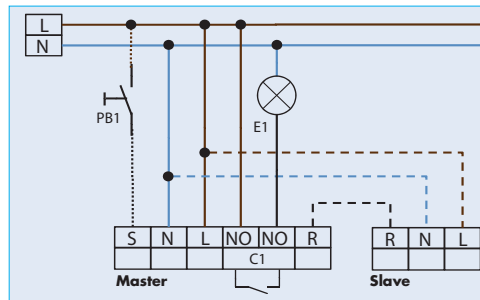 L
N
PB1
E1
S N L NO NO R
R N L
C1
Master
Slave